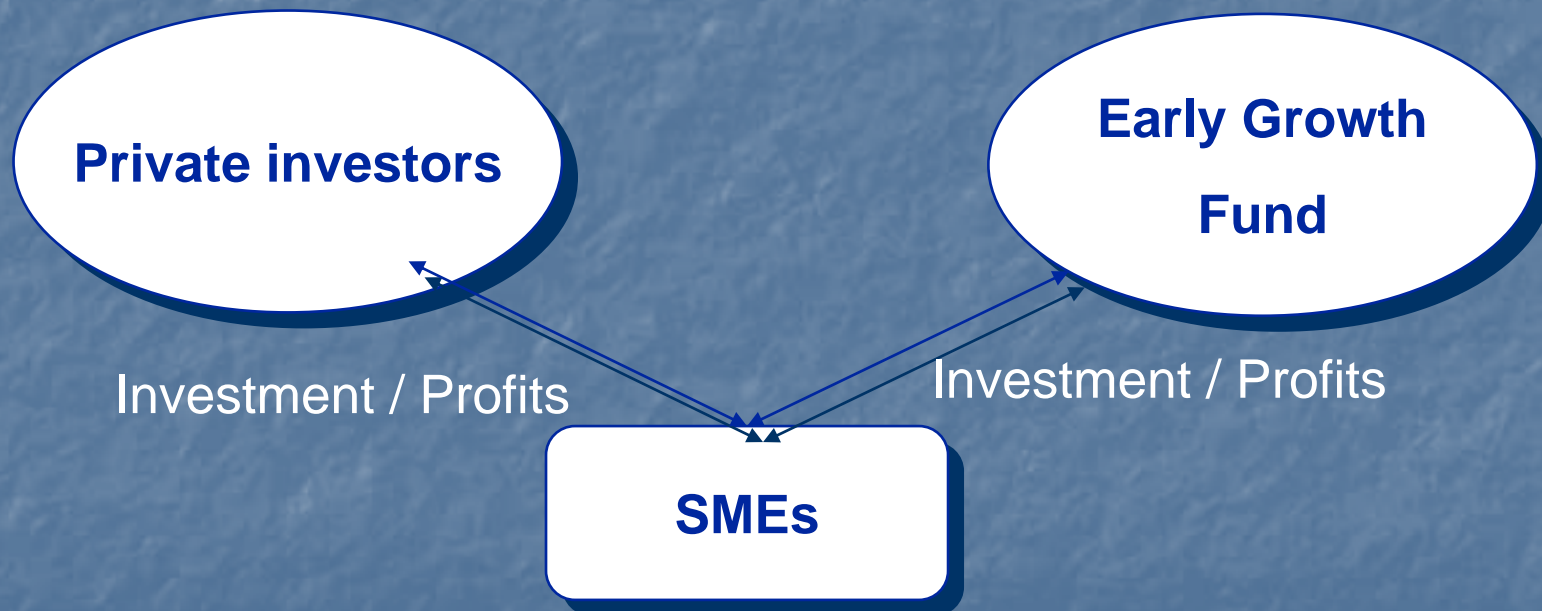 Private investors
Early Growth
Fund
Investment / Profits
Investment / Profits
SMEs